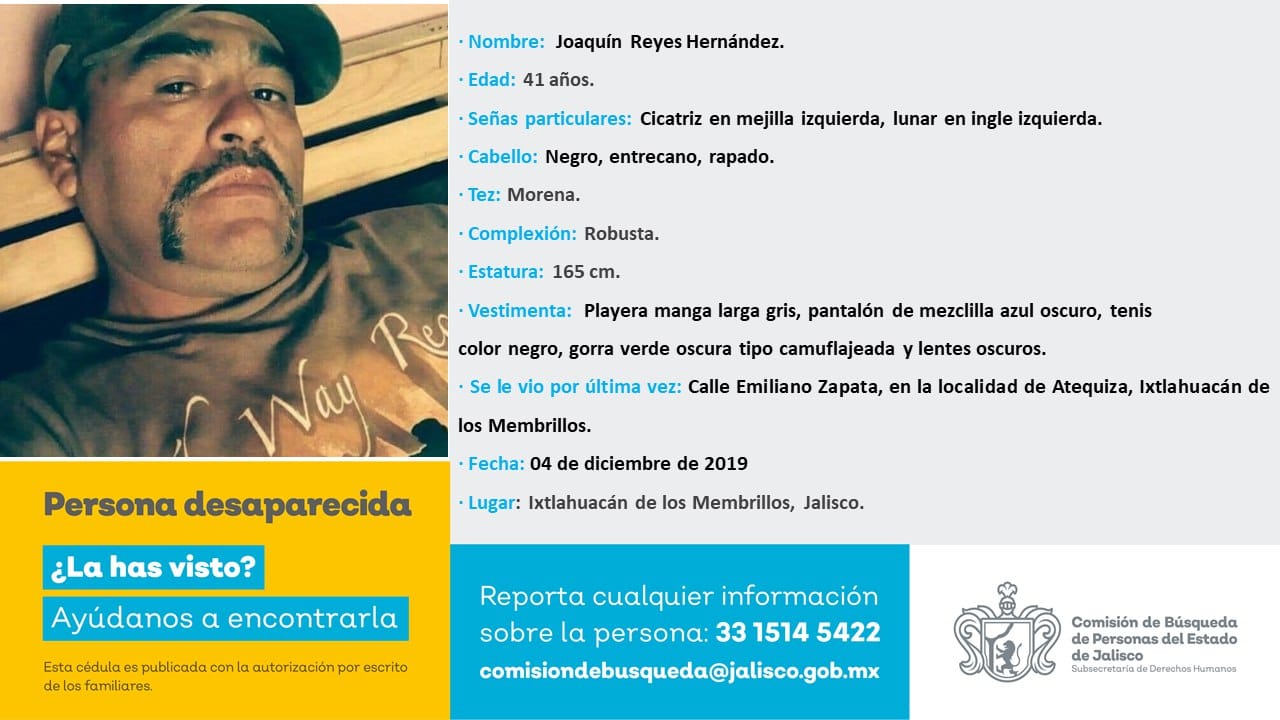 · Nombre: Joaquín Reyes Hernández.
· Edad: 41 años.
· Señas particulares: Cicatriz en mejilla izquierda, lunar en ingle izquierda.
· Cabello: Negro, entrecano, rapado.
· Tez: Morena.
· Complexión: Robusta.
· Estatura: 165 cm.
· Vestimenta: Playera manga larga gris, pantalón de mezclilla azul oscuro, tenis
color negro, gorra verde oscura tipo camuflajeada y lentes oscuros.
· Se le vio por última vez: Calle Emiliano Zapata, en la localidad de Atequiza, Ixtlahuacán de
los Membrillos.
· Fecha: 04 de diciembre de 2019
· Lugar: Ixtlahuacán de los Membrillos, Jalisco.
Way
Persona desaparecida
¿La has visto?
Ayúdanos a encontrarla
Esta cédula es publicada con la autorización por escrito
de los familiares.
Reporta cualquier información
sobre la persona: 33 1514 5422
comisiondebusqueda@jalisco.gob.mx
Comisión de Búsqueda
de Personas del Estado
de Jalisco
Subsecretaría de Derechos Humanos